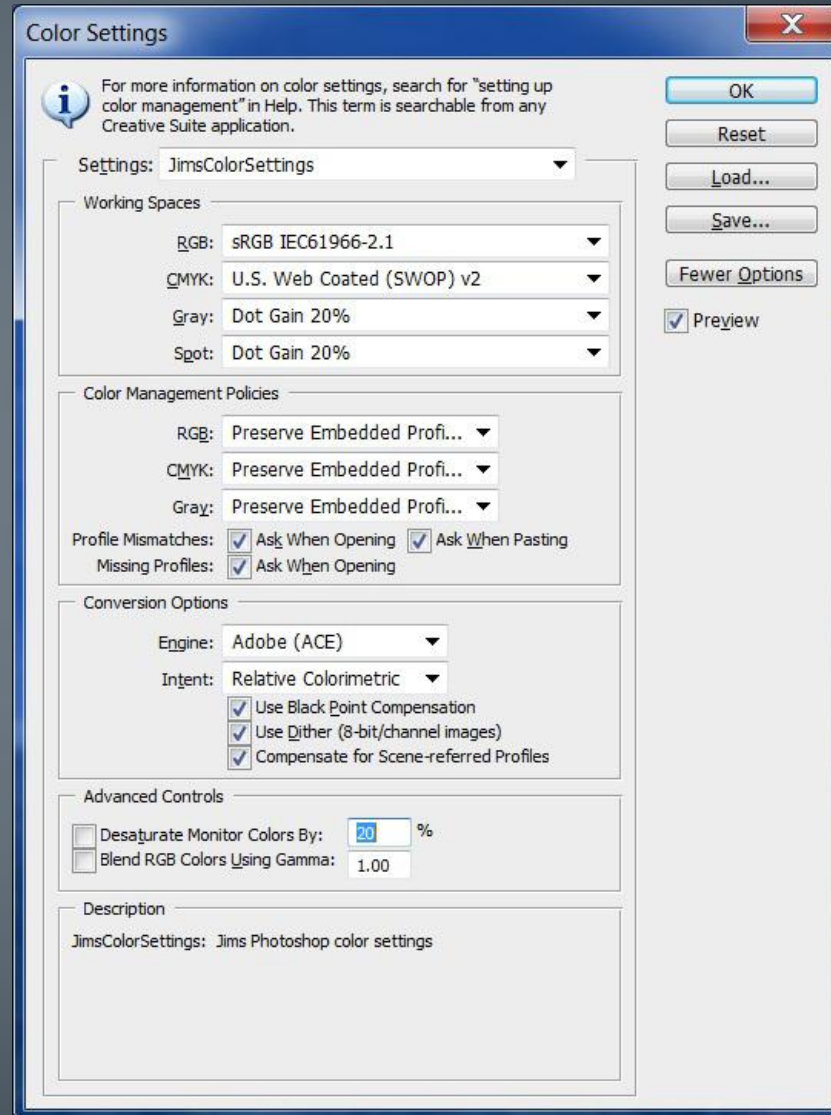 Color Settings
For more information on color settings, search for "setting up
color management" in Help. This term is searchable from any
Creative Suite application.
Settings: JimsColorSettings
Working Spaces
RGB: sRGB IEC61966-2.1
CMYK: U.S. Web Coated (SWOP) v2
Gray: Dot Gain 20%
Spot: Dot Gain 20%
Color Management Policies
RGB: Preserve Embedded Profi...
CMYK: Preserve Embedded Profi...
Gray: Preserve Embedded Profi...
Profile Mismatches: Ask When Opening Ask When Pasting
Missing Profiles: Ask When Opening
Conversion Options
Engine: Adobe (ACE)
Intent: Relative Colorimetric
Use Black Point Compensation
Use Dither (8-bit/channel images)
Compensate for Scene-referred Profiles
Advanced Controls
Desaturate Monitor Colors By: 20 %
Blend RGB Colors Using Gamma: 1.00
Description
JimsColorSettings: Jims Photoshop color settings
OK
Reset
Load...
Save...
Fewer Options
Preview